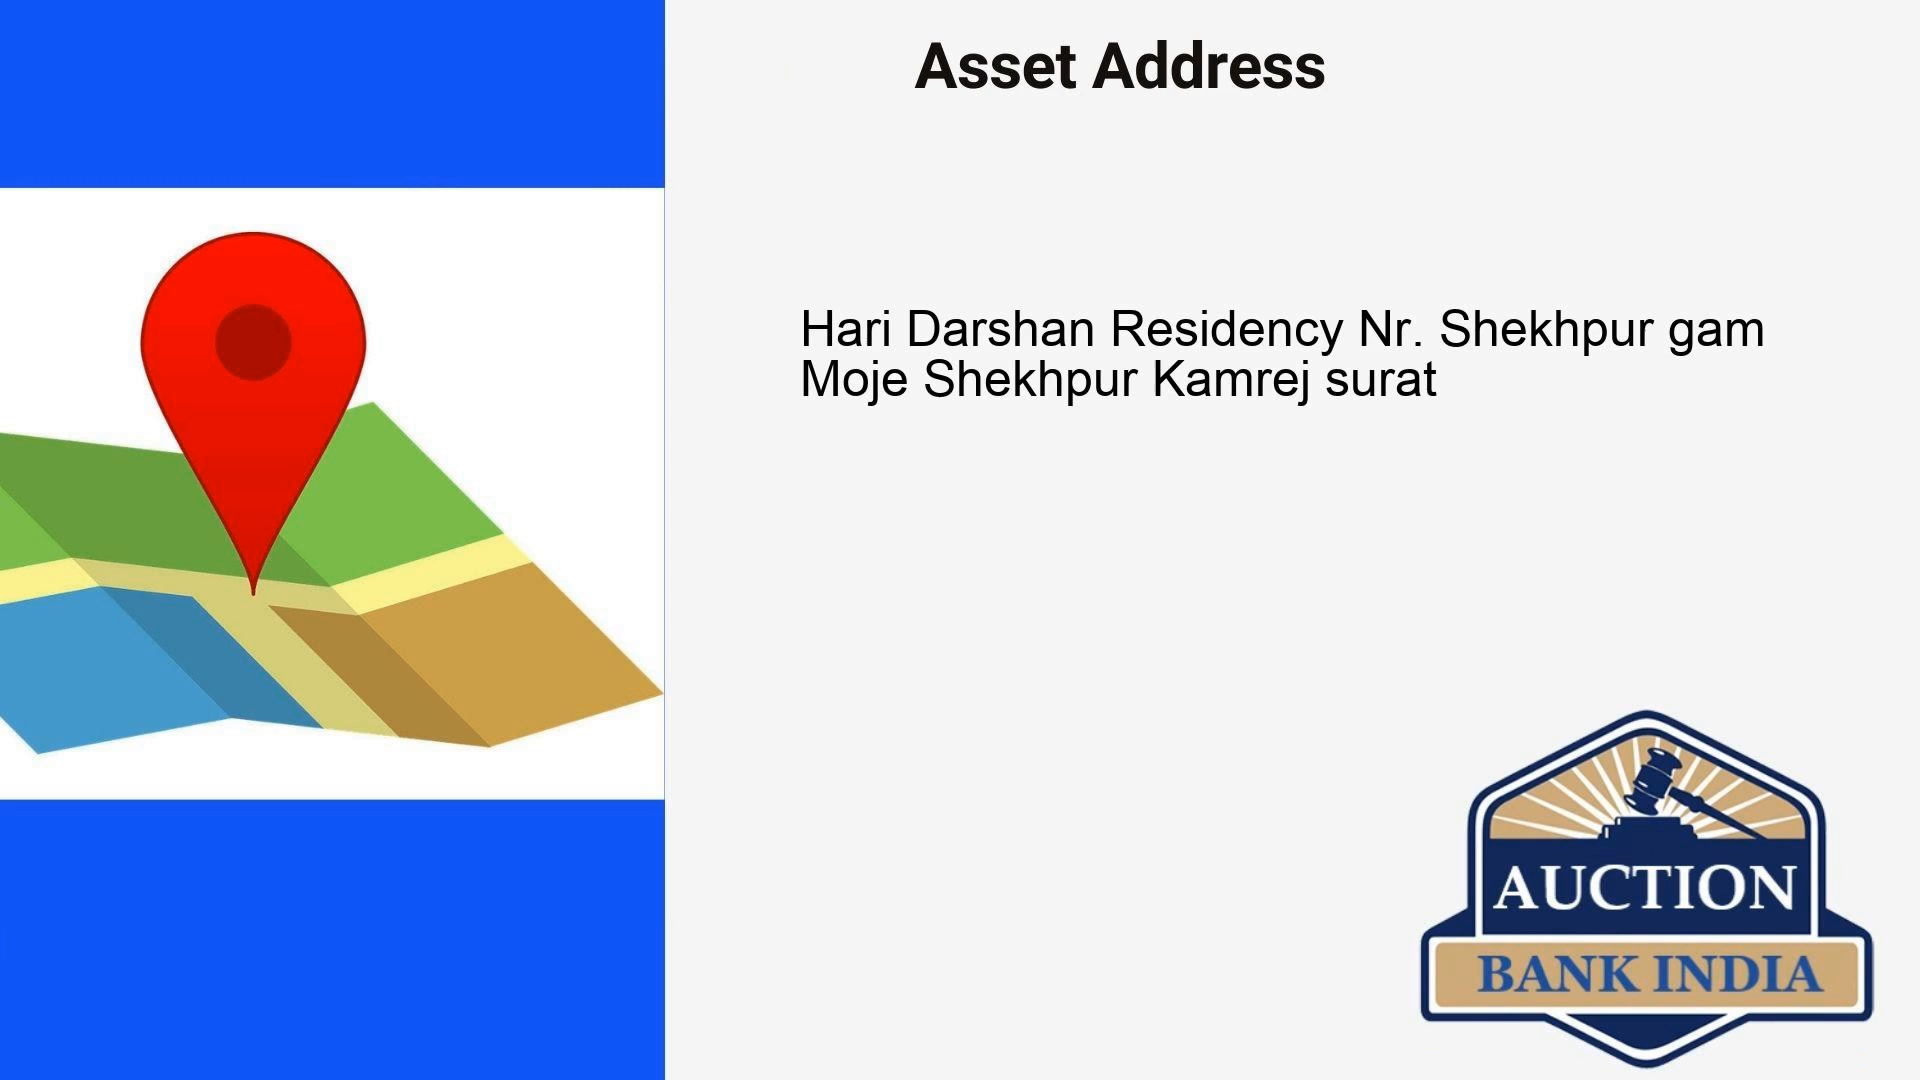 Asset Address
Hari Darshan Residency Nr. Shekhpur gam
Moje Shekhpur Kamrej surat
AUCTION
BANK INDIA